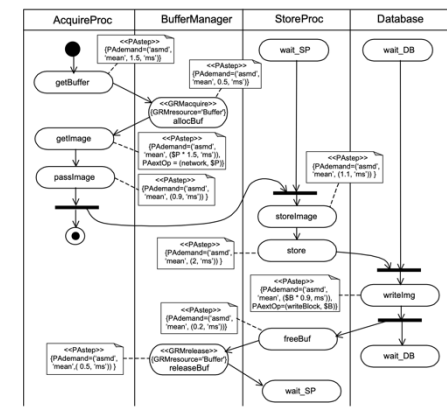 AcquireProc
BufferManager
StoreProc
Database
<<PAstep>>
{PAdemand=('asmd',
'mean', 1.5, 'ms')}
<<PAstep>>
{PAdemand=('asmd',
'mean', 0.5, 'ms')}
wait_SP
wait_DB
getBuffer
<<GRMacquire>>
{GRMresource='Buffer'}
allocBuf
getImage
<<PAstep>>
{PAdemand=('asmd',
'mean', ($P * 1.5, 'ms')),
PAextOp = (network, $P)}
<<PAstep>>
{PAdemand=('asmd',
'mean', (1.1, 'ms')) }
passImage
<<PAstep>>
{PAdemand=('asmd',
'mean', (0.9, 'ms')) }
storeImage
<<PAstep>>
{PAdemand=('asmd',
'mean', (2, 'ms')) }
store
<<PAstep>>
{PAdemand=('asmd',
'mean', ($B * 0.9, ms')),
PAextOp=(writeBlock, $B)}
writeImg
<<PAstep>>
{PAdemand=('asmd',
'mean', (0.2, 'ms'))}
freeBuf
<<PAstep>>
{PAdemand=('asmd',
'mean',( 0.5, 'ms')) }
<<GRMrelease>>
{GRMresource='Buffer'}
releaseBuf
wait_DB
wait_SP